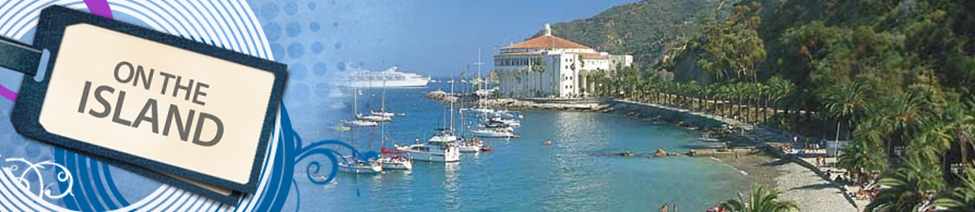 ON THE
ISLAND